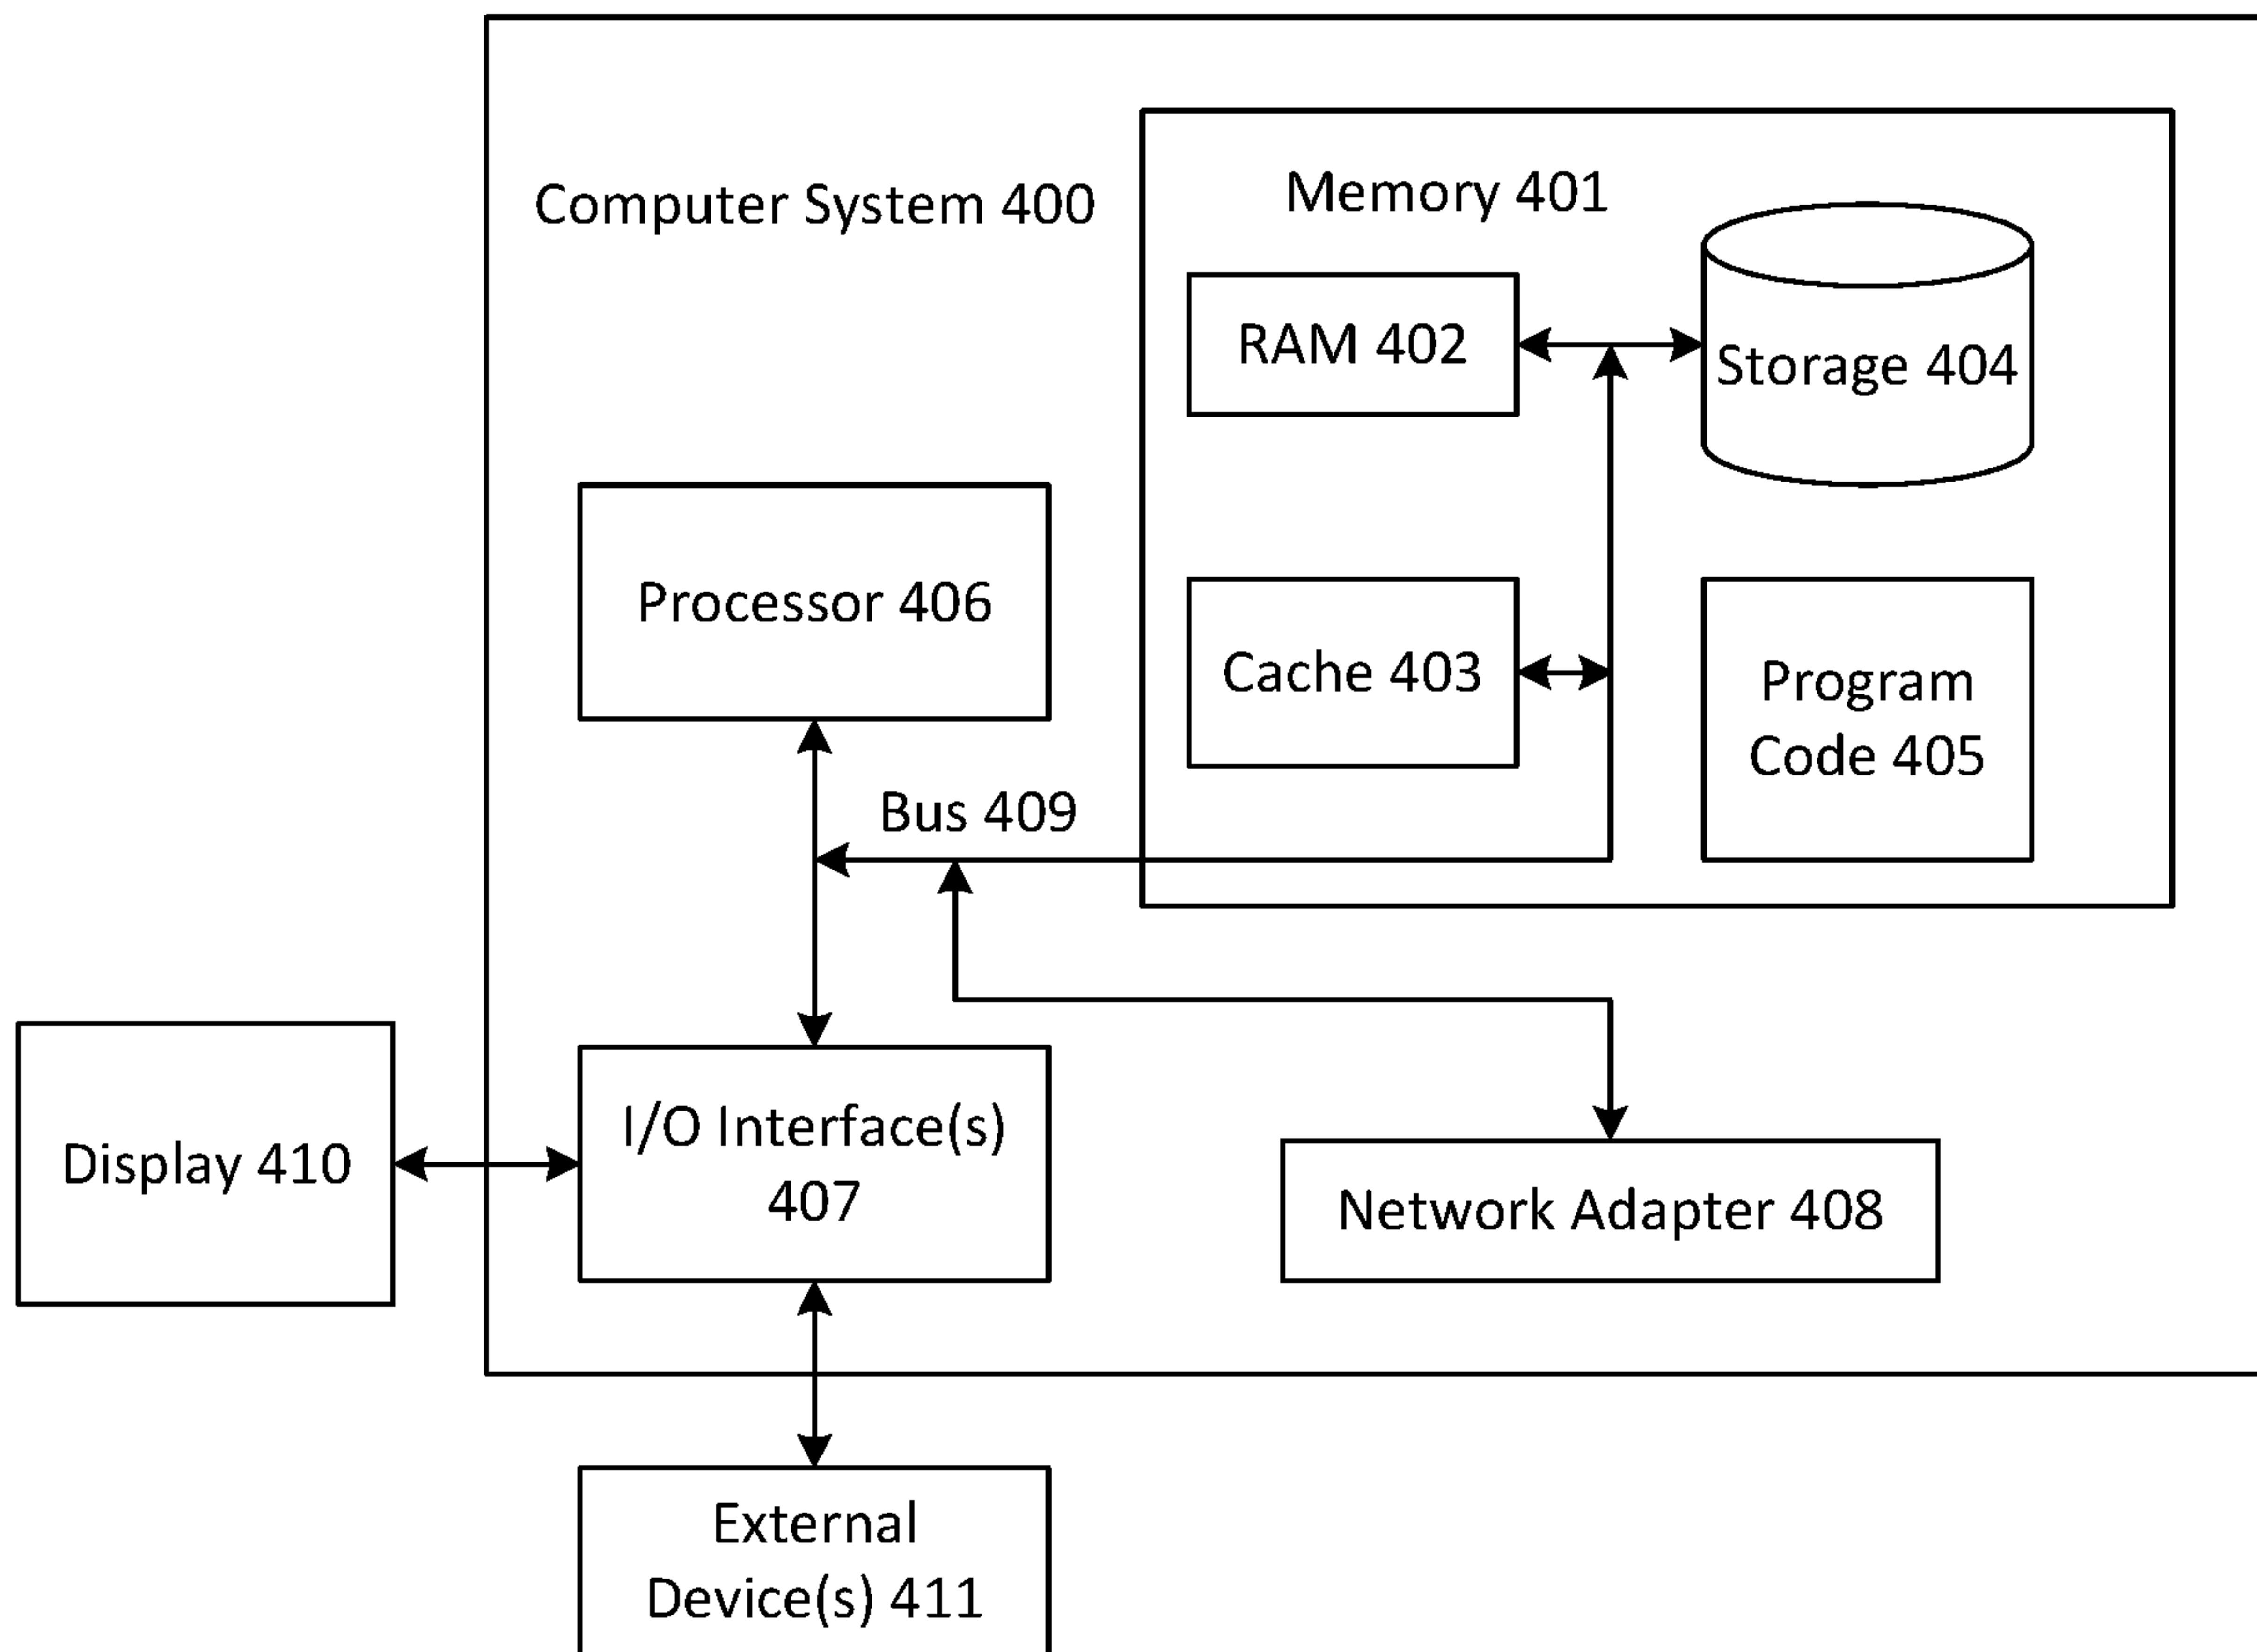 Computer System 400
Memory 401
RAM 402
Storage 404
Processor 406
Cache 403
Program
Code 405
Bus 409
Display 410
I/O Interface(s)
407
Network Adapter 408
External
Device(s) 411